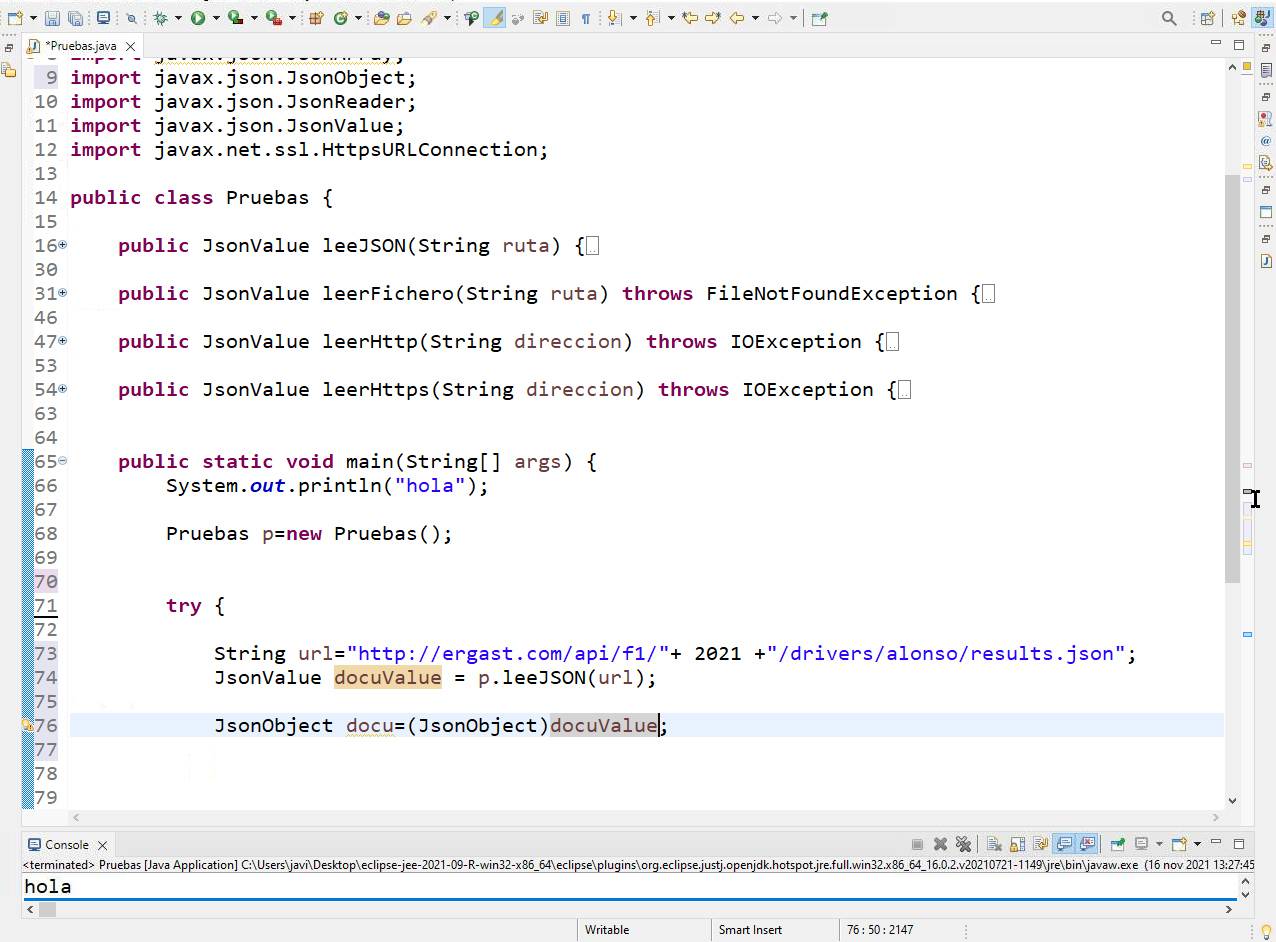 *Pruebas.java
8 import javax.json.JsonArray;
9 import javax.json.JsonObject;
10 import javax.json.JsonReader;
11 import javax.json.JsonValue;
12 import javax.net.ssl.HttpsURLConnection;
13
14 public class Pruebas {
15
16 public JsonValue leeJSON(String ruta) {
30
31 public JsonValue leerFichero(String ruta) throws FileNotFoundException {
46
47 public JsonValue leerHttp(String direccion) throws IOException {
53
54 public JsonValue leerHttps(String direccion) throws IOException {
63
64
65 public static void main(String[] args) {
66 System.out.println("hola");
67
68 Pruebas p=new Pruebas();
69
70
71 try {
72
73 String url="http://ergast.com/api/f1/"+ 2021 +"/drivers/alonso/results.json";
74 JsonValue docuValue = p.leeJSON(url);
75
76 JsonObject docu=(JsonObject)docuValue;
77
78
79
Console
<terminated> Pruebas [Java Application] C:\Users\javi\Desktop\eclipse-jee-2021-09-R-win32-x86_64\eclipse\plugins\org.eclipse.justj.openjdk.hotspot.jre.full.win32.x86_64_16.0.2.v20210721-1149\jre\bin\javaw.exe (16 nov 2021 13:27:45
hola
Writable
Smart Insert
76 : 50 : 2147